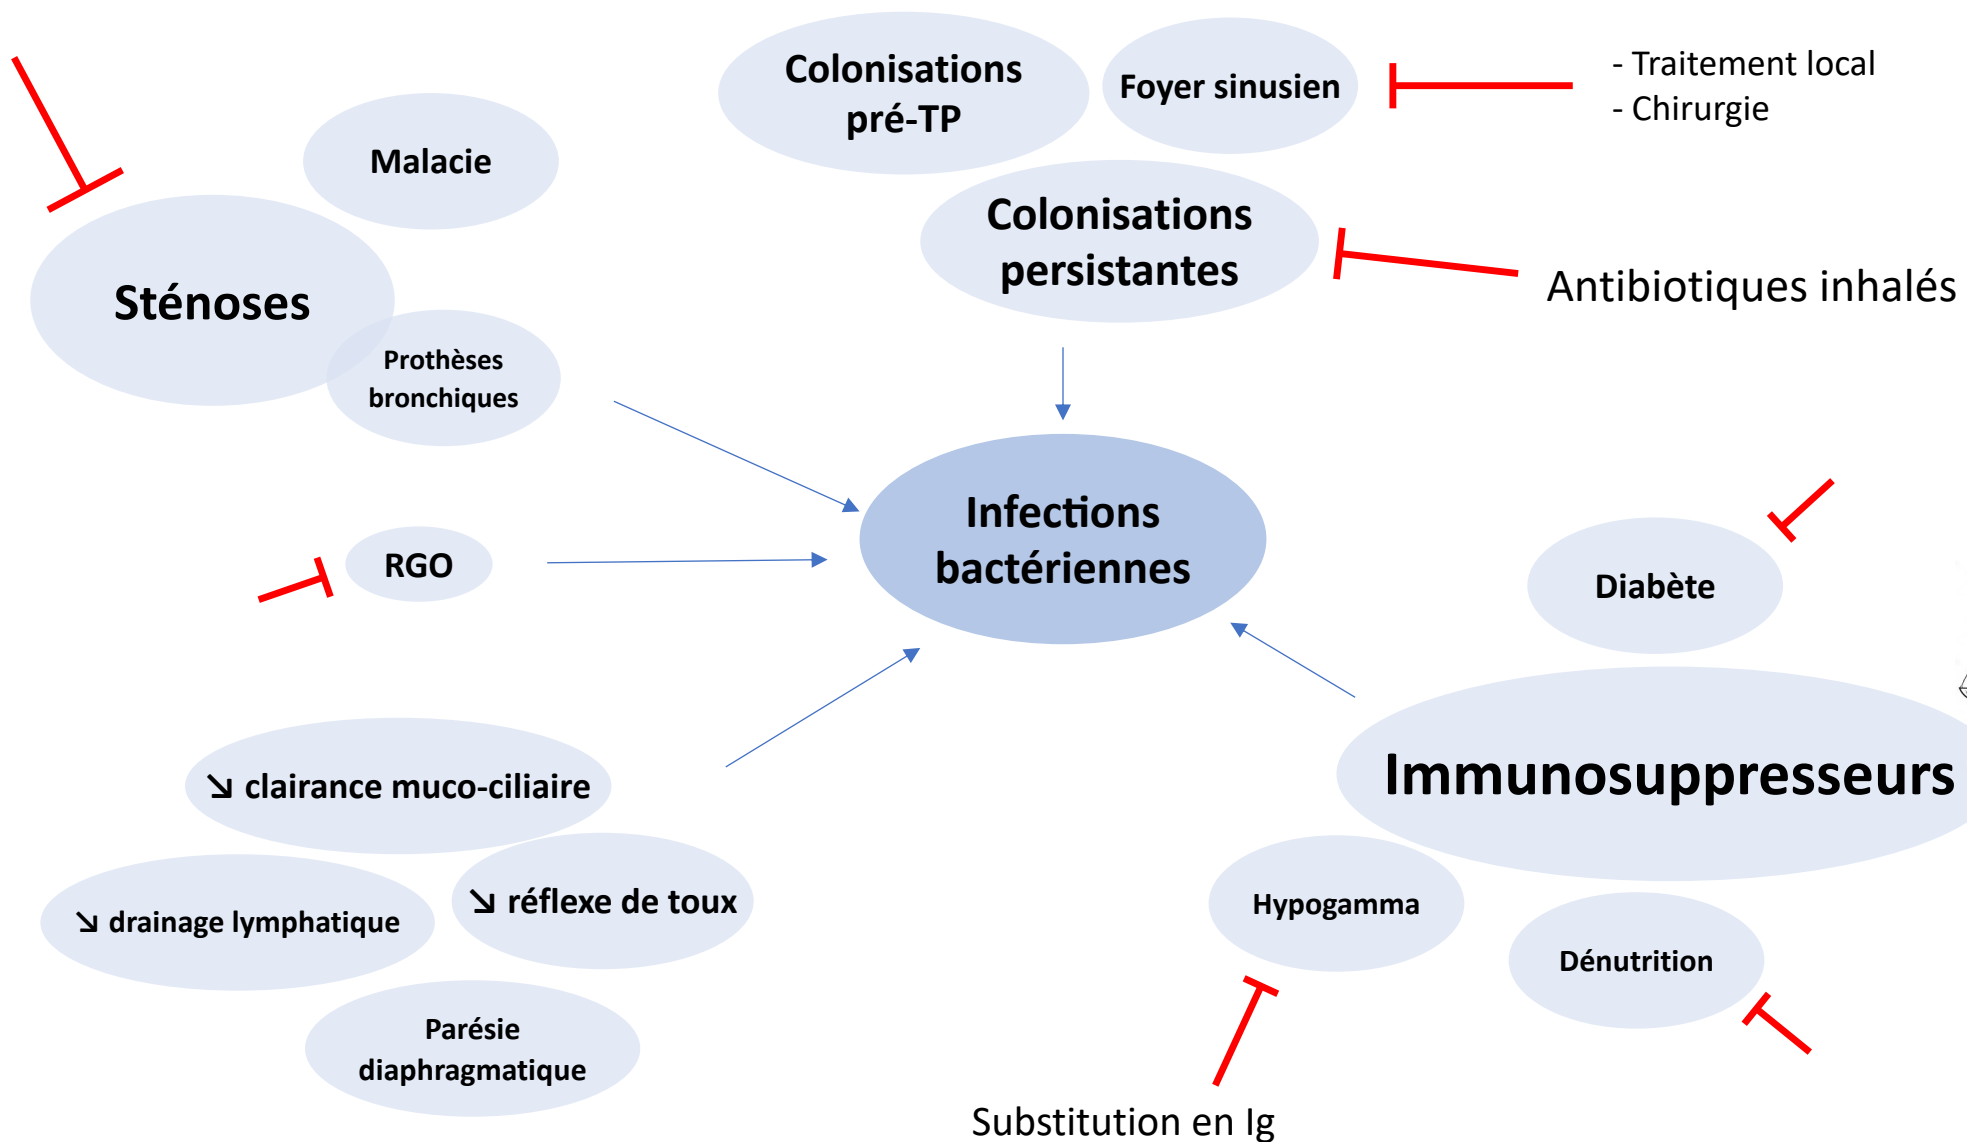 Colonisations
pré-TP
Foyer sinusien
- Traitement local
- Chirurgie
Malacie
Colonisations
persistantes
Sténoses
Antibiotiques inhalés
Prothèses
bronchiques
Infections
bactériennes
RGO
Diabète
↘ clairance muco-ciliaire
Immunosuppresseurs
↘ réflexe de toux
↘ drainage lymphatique
Hypogamma
Dénutrition
Parésie
diaphragmatique
Substitution en Ig